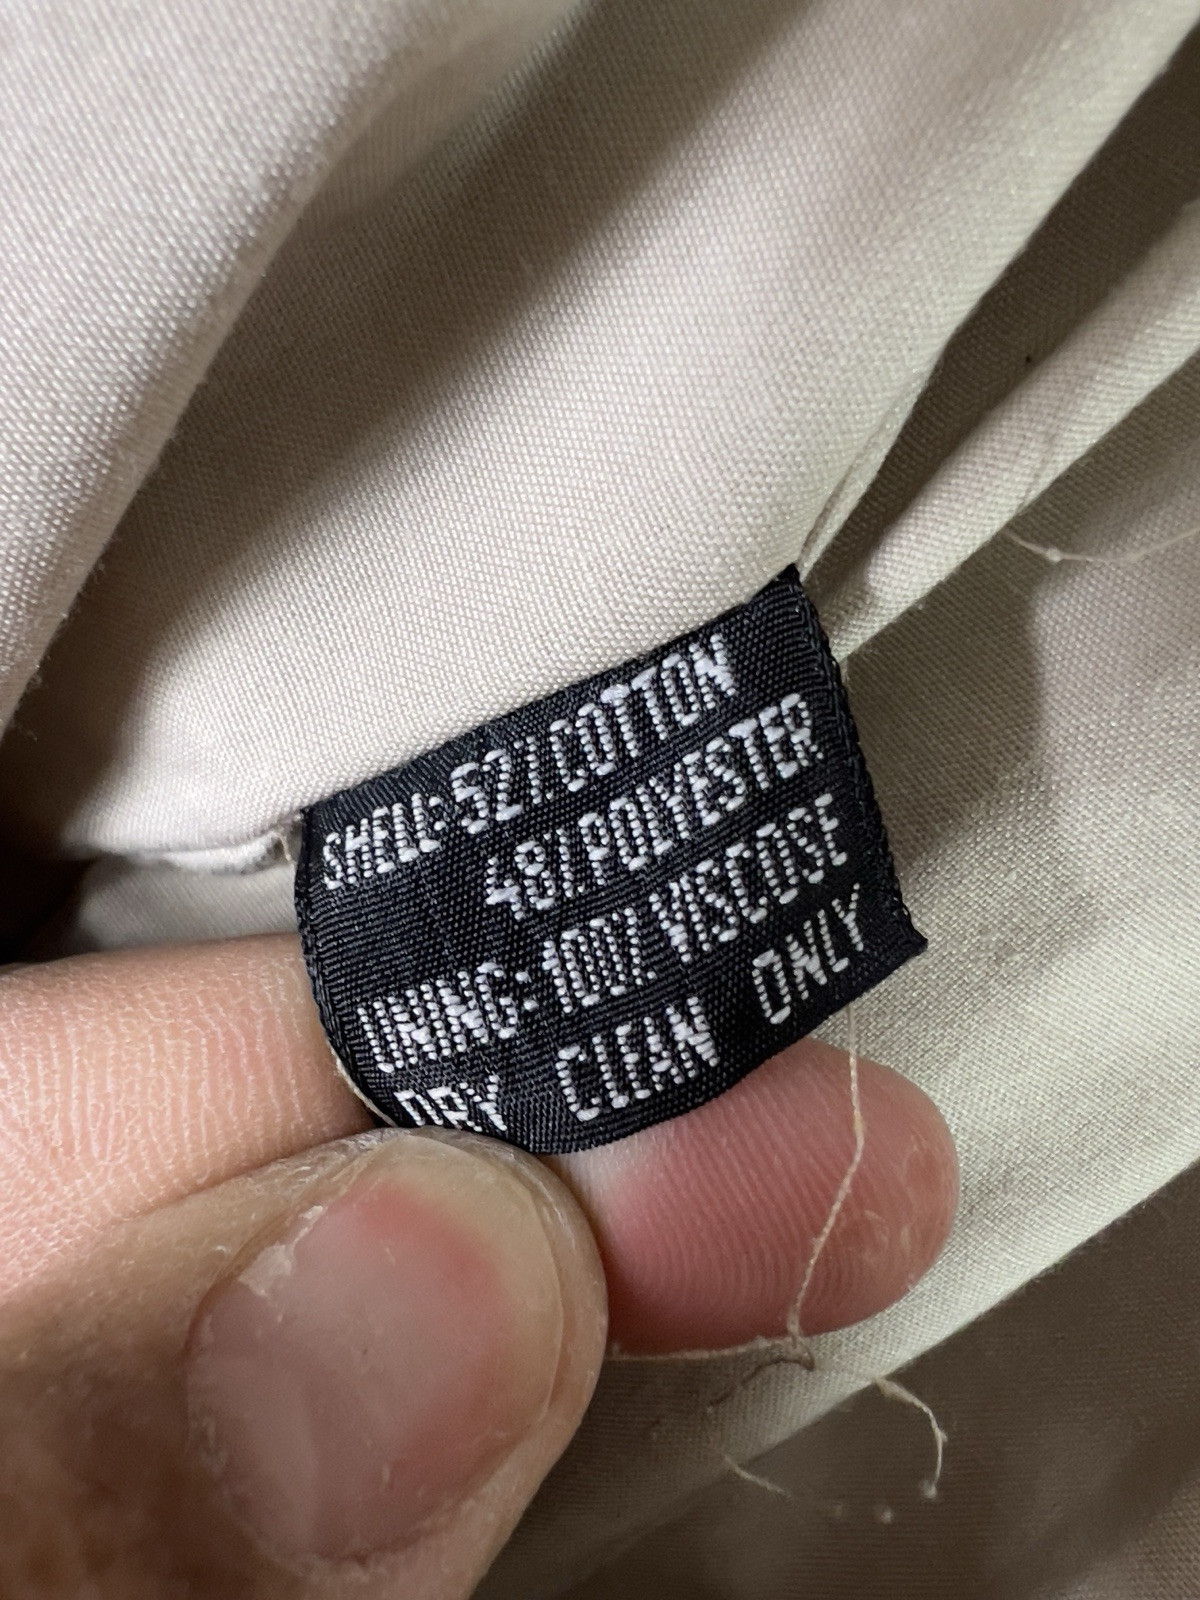 SHELL: 52% COTTON
48% POLYESTER
LINING: 100% VISCOSE
DRY CLEAN ONLY